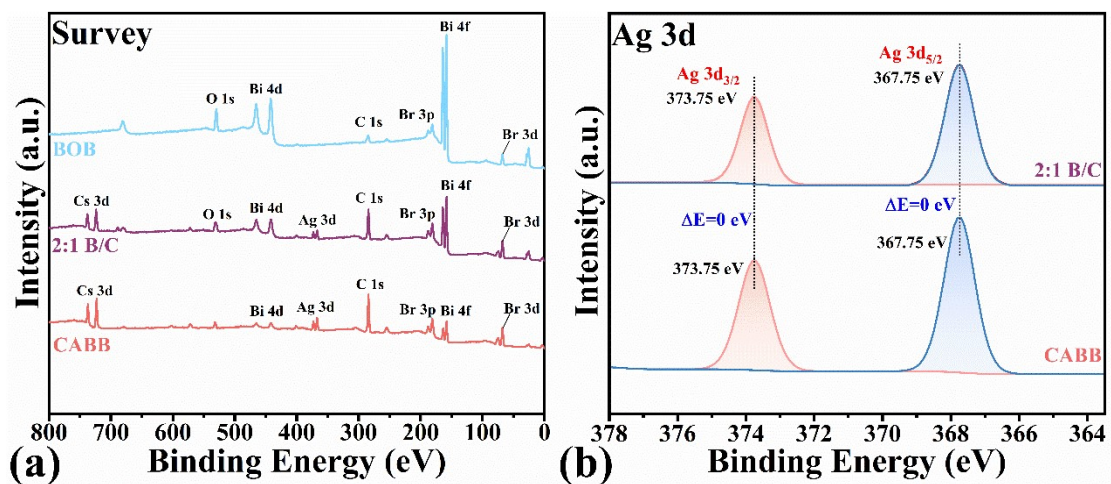 Survey
Intensity (a.u.)
Bi 4f
Bi 4d
O 1s
C 1s
Br 3p
Br 3d
BOB
Cs 3d
O 1s
Bi 4d
Ag 3d
C 1s
Br 3p
Bi 4f
Br 3d
2:1 B/C
Cs 3d
Bi 4d
Ag 3d
C 1s
Br 3p
Bi 4f
Br 3d
CABB
800 700 600 500 400 300 200 100 0
Binding Energy (eV)
(a)
Ag 3d
Intensity (a.u.)
Ag 3d3/2
373.75 eV
Ag 3d5/2
367.75 eV
2:1 B/C
ΔE=0 eV
ΔE=0 eV
373.75 eV
367.75 eV
CABB
378 376 374 372 370 368 366 364
Binding Energy (eV)
(b)